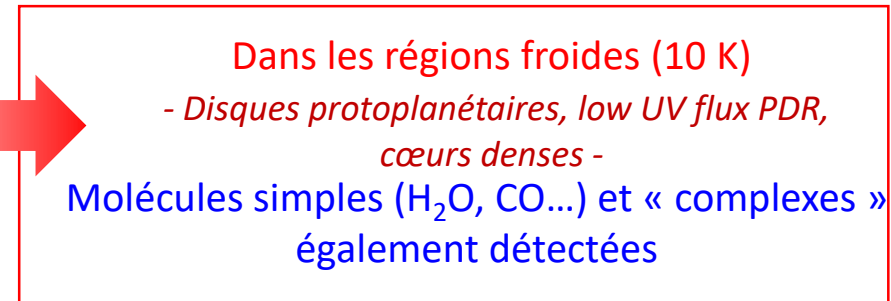 Dans les régions froides (10 K)
- Disques protoplanétaires, low UV flux PDR,
cœurs denses -
Molécules simples (H₂O, CO…) et « complexes »
également détectées